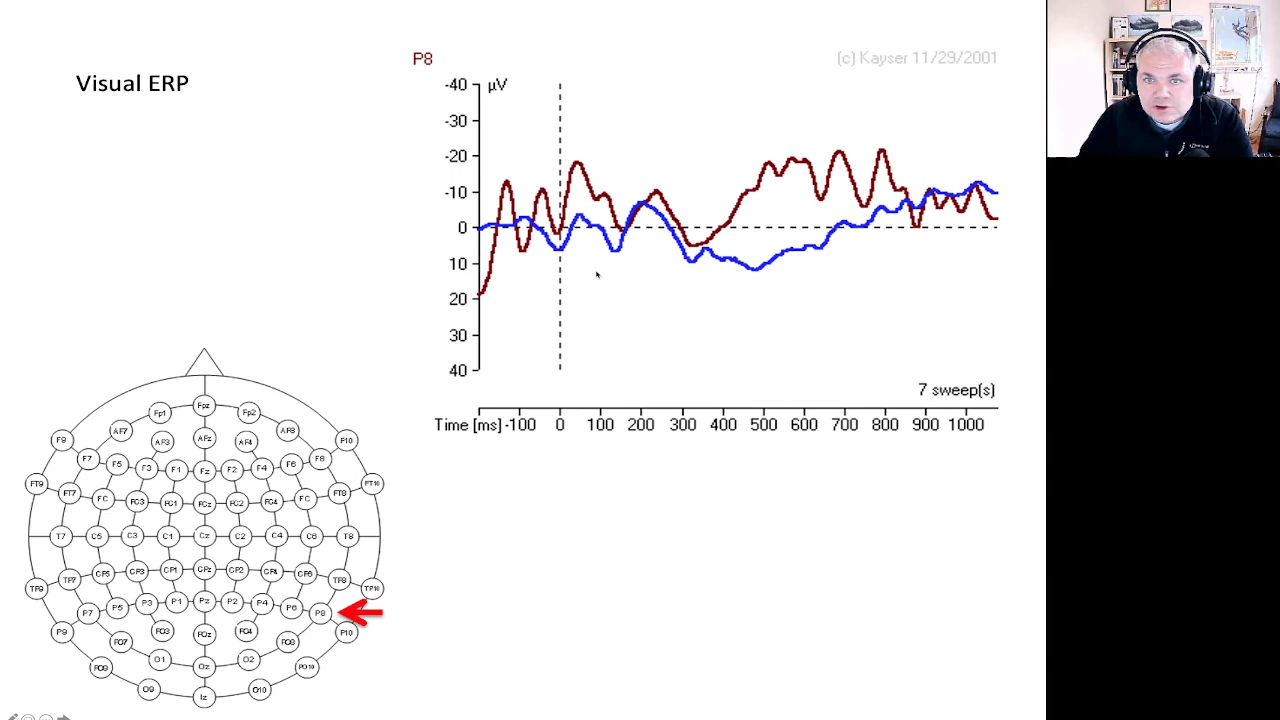 Visual ERP
P8
(c) Kayser 11/29/2001
-40
µV
-30
-20
-10
0
10
20
30
40
7 sweep(s)
Time [ms] -100 0 100 200 300 400 500 600 700 800 900 1000
Fp1 Fpz Fp2
AF7 AF3 AFz AF4 AF8
F9 F7 F5 F3 F1 Fz F2 F4 F6 F8 P10
FT9 FT7 FC FC3 FC1 FCz FC2 FC4 FC FT8 FT10
T7 C5 C3 C1 Cz C2 C4 C6 T8
TP9 TP7 CP5 CP3 CP1 CPz CP2 CP4 CP6 TP8 TP10
P9 P7 P5 P3 P1 Pz P2 P4 P6 P8 P10
PO9 PO7 PO3 POz PO4 PO8 PO10
O9 O1 Oz O2 O10
Iz